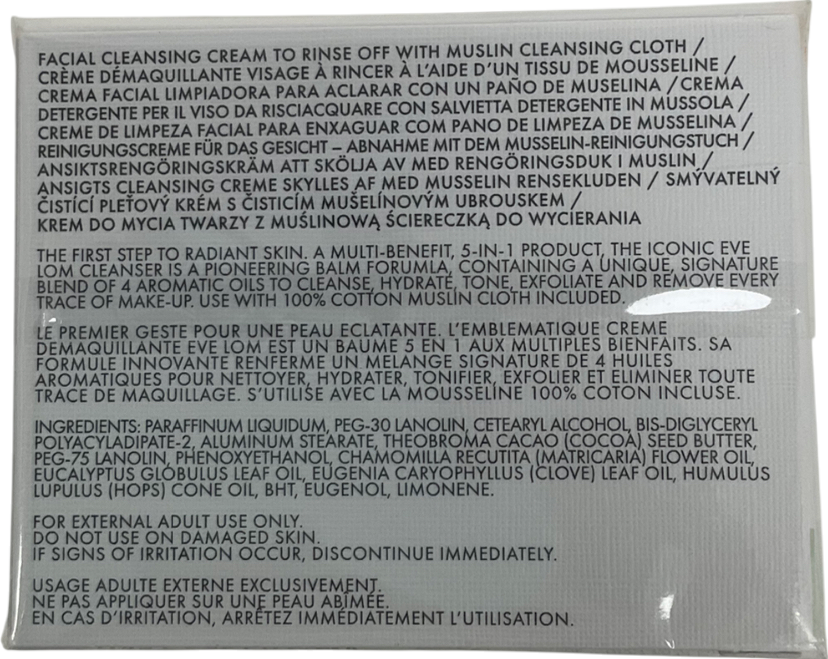 FACIAL CLEANSING CREAM TO RINSE OFF WITH MUSLIN CLEANSING CLOTH /
CRÈME DÉMAQUILLANTE VISAGE À RINCER À L'AIDE D'UN TISSU DE MOUSSELINE /
CREMA FACIAL LIMPIADORA PARA ACLARAR CON UN PAÑO DE MUSELINA / CREMA
DETERGENTE PER IL VISO DA RISCIACQUARE CON SALVIETTA DETERGENTE IN MUSSOLA /
CREME DE LIMPEZA FACIAL PARA ENXAGUAR COM PANO DE LIMPEZA DE MUSSELINA /
REINIGUNGSCREME FÜR DAS GESICHT – ABNAHME MIT DEM MUSSELIN-REINIGUNGSTUCH /
ANSIKTSRENGÖRINGSKRÄM ATT SKÖLJA AV MED RENGÖRINGSDUK I MUSLIN /
ANSIGTS CLEANSING CREME SKYLLES AF MED MUSSELIN RENSEKLUDEN / SMÝVATELNÝ
ČISTÍCÍ PLEŤOVÝ KRÉM S ČISTICÍM MUŠELÍNOVÝM UBROUSKEM /
KREM DO MYCIA TWARZY Z MUŚLINOWĄ ŚCIERECZKĄ DO WYCIERANIA
THE FIRST STEP TO RADIANT SKIN. A MULTI-BENEFIT, 5-IN-1 PRODUCT, THE ICONIC EVE
LOM CLEANSER IS A PIONEERING BALM FORUMLA, CONTAINING A UNIQUE, SIGNATURE
BLEND OF 4 AROMATIC OILS TO CLEANSE, HYDRATE, TONE, EXFOLIATE AND REMOVE EVERY
TRACE OF MAKE-UP. USE WITH 100% COTTON MUSLIN CLOTH INCLUDED.
LE PREMIER GESTE POUR UNE PEAU ECLATANTE. L'EMBLEMATIQUE CREME
DEMAQUILLANTE EVE LOM EST UN BAUME 5 EN 1 AUX MULTIPLES BIENFAITS. SA
FORMULE INNOVANTE RENFERME UN MELANGE SIGNATURE DE 4 HUILES
AROMATIQUES POUR NETTOYER, HYDRATER, TONIFIER, EXFOLIER ET ELIMINER TOUTE
TRACE DE MAQUILLAGE. S'UTILISE AVEC LA MOUSSELINE 100% COTON INCLUSE.
INGREDIENTS: PARAFFINUM LIQUIDUM, PEG-30 LANOLIN, CETEARYL ALCOHOL, BIS-DIGLYCERYL
POLYACYLADIPATE-2, ALUMINUM STEARATE, THEOBROMA CACAO (COCOA) SEED BUTTER,
PEG-75 LANOLIN, PHENOXYETHANOL, CHAMOMILLA RECUTITA (MATRICARIA) FLOWER OIL,
EUCALYPTUS GLOBULUS LEAF OIL, EUGENIA CARYOPHYLLUS (CLOVE) LEAF OIL, HUMULUS
LUPULUS (HOPS) CONE OIL, BHT, EUGENOL, LIMONENE.
FOR EXTERNAL ADULT USE ONLY.
DO NOT USE ON DAMAGED SKIN.
IF SIGNS OF IRRITATION OCCUR, DISCONTINUE IMMEDIATELY.
USAGE ADULTE EXTERNE EXCLUSIVEMENT.
NE PAS APPLIQUER SUR UNE PEAU ABÎMÉE.
EN CAS D'IRRITATION, ARRÊTEZ IMMÉDIATEMENT L'UTILISATION.